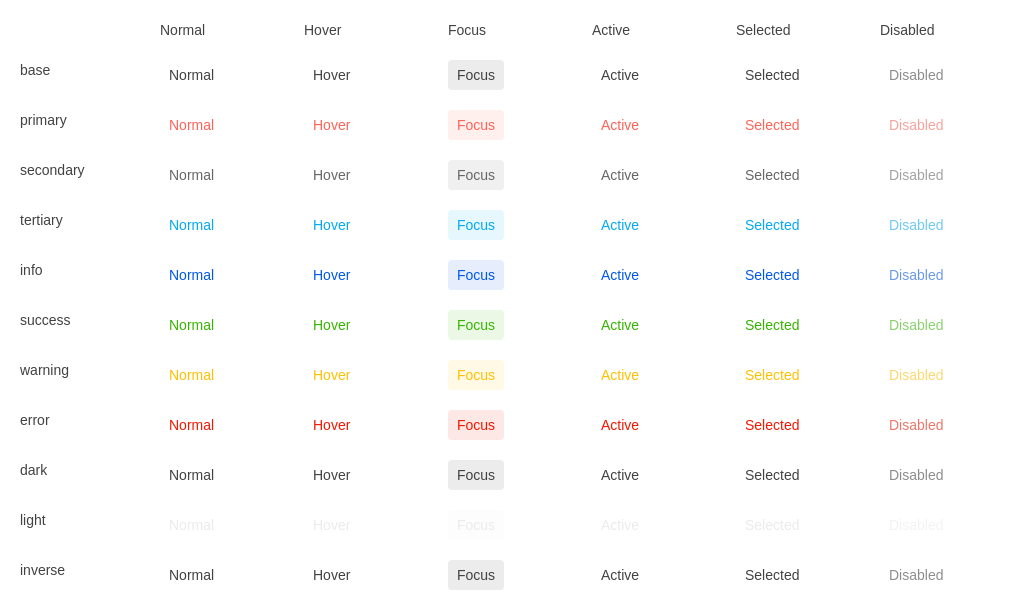 Normal Hover Focus Active Selected Disabled
base Normal Hover Focus Active Selected Disabled
primary Normal Hover Focus Active Selected Disabled
secondary Normal Hover Focus Active Selected Disabled
tertiary Normal Hover Focus Active Selected Disabled
info Normal Hover Focus Active Selected Disabled
success Normal Hover Focus Active Selected Disabled
warning Normal Hover Focus Active Selected Disabled
error Normal Hover Focus Active Selected Disabled
dark Normal Hover Focus Active Selected Disabled
light Normal Hover Focus Active Selected Disabled
inverse Normal Hover Focus Active Selected Disabled